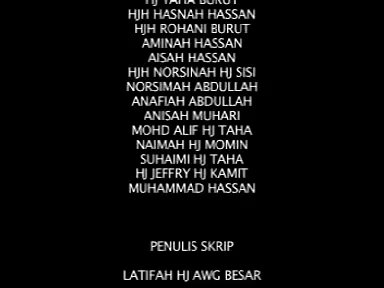 HJ TAHA BURUT
HJH HASNAH HASSAN
HJH ROHANI BURUT
AMINAH HASSAN
AISAH HASSAN
HJH NORSINAH HJ SISI
NORSIMAH ABDULLAH
ANAFIAH ABDULLAH
ANISAH MUHARI
MOHD ALIF HJ TAHA
NAIMAH HJ MOMIN
SUHAIMI HJ TAHA
HJ JEFFRY HJ KAMIT
MUHAMMAD HASSAN
PENULIS SKRIP
LATIFAH HJ AWG BESAR